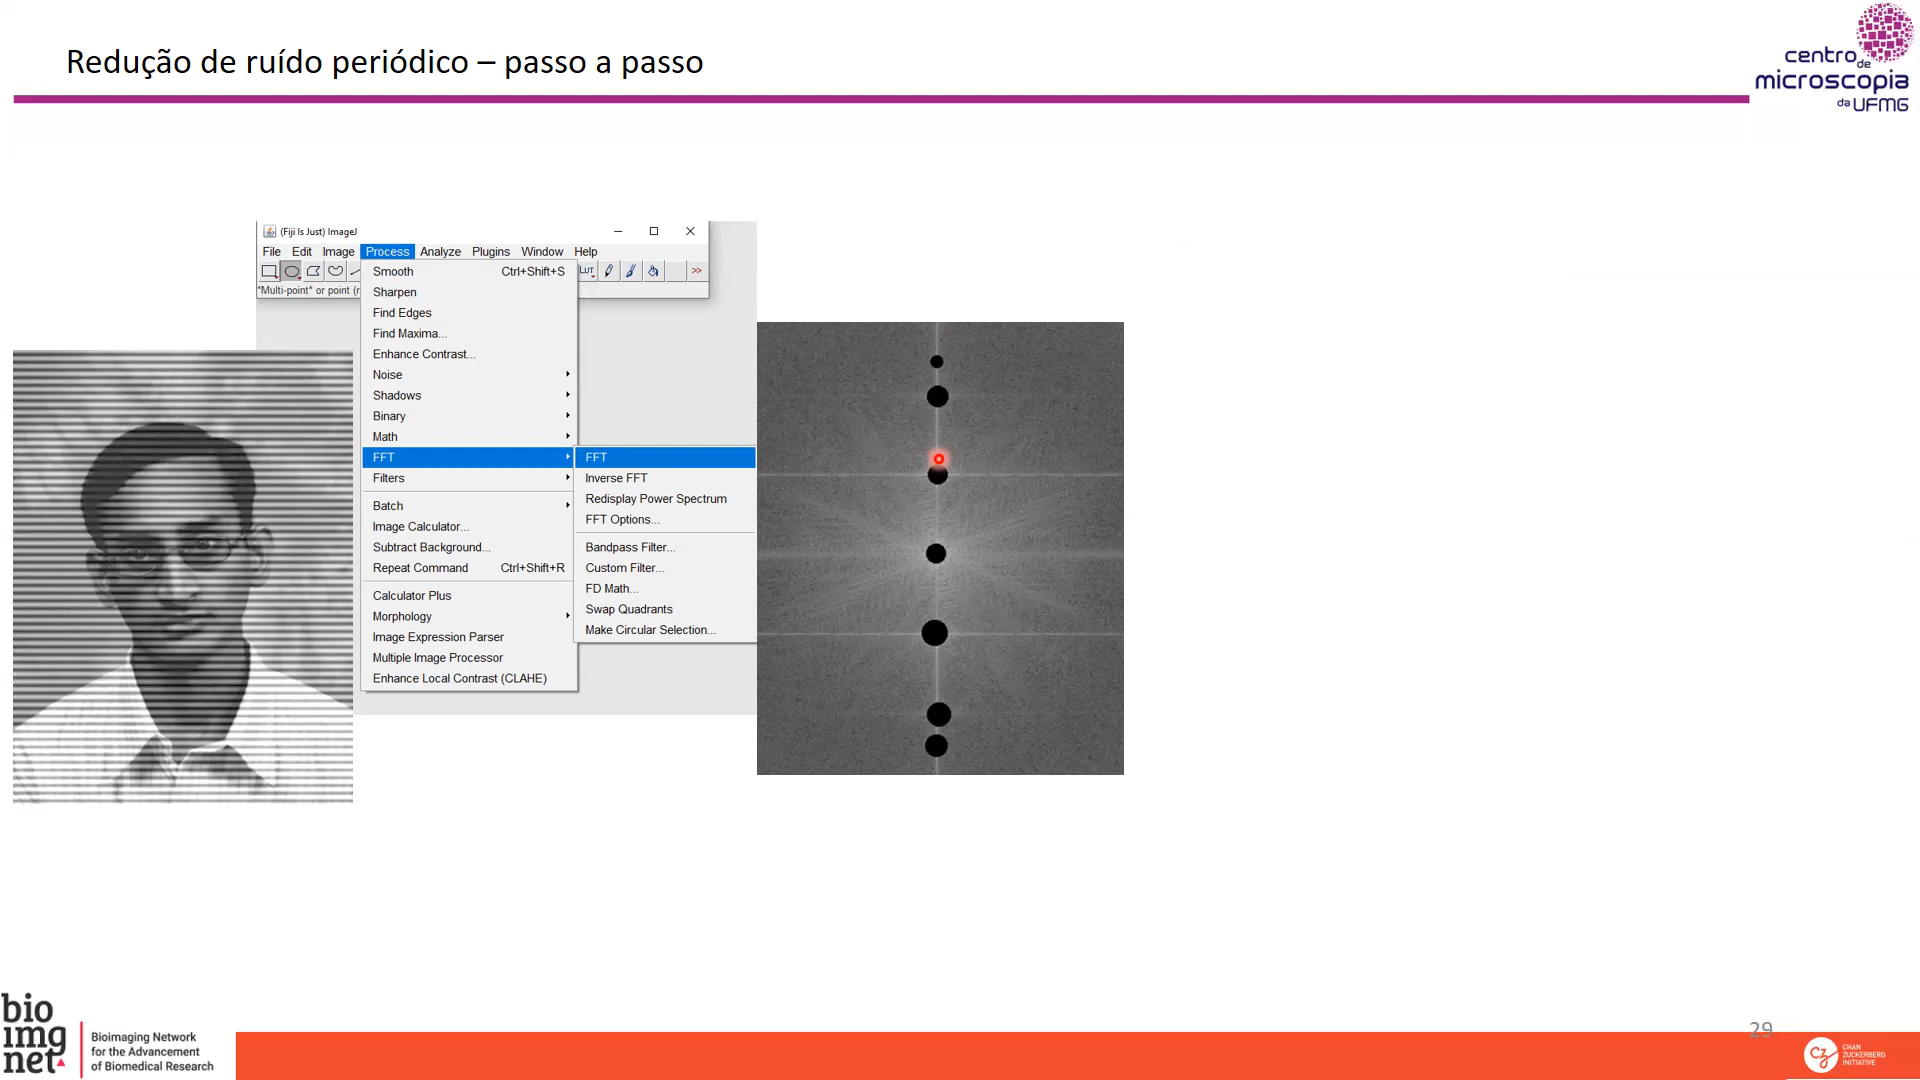 Redução de ruído periódico – passo a passo
centro de
microscopia
da UFMG
(Fiji Is Just) ImageJ
File Edit Image Process Analyze Plugins Window Help
LUT >>
*Multi-point* or point (r
Smooth Ctrl+Shift+S
Sharpen
Find Edges
Find Maxima...
Enhance Contrast...
Noise
Shadows
Binary
Math
FFT
Filters
Batch
Image Calculator...
Subtract Background...
Repeat Command Ctrl+Shift+R
Calculator Plus
Morphology
Image Expression Parser
Multiple Image Processor
Enhance Local Contrast (CLAHE)
FFT
Inverse FFT
Redisplay Power Spectrum
FFT Options...
Bandpass Filter...
Custom Filter...
FD Math...
Swap Quadrants
Make Circular Selection...
bio
img
net
Bioimaging Network
for the Advancement
of Biomedical Research
29
CZ
CHAN
ZUCKERBERG
INITIATIVE